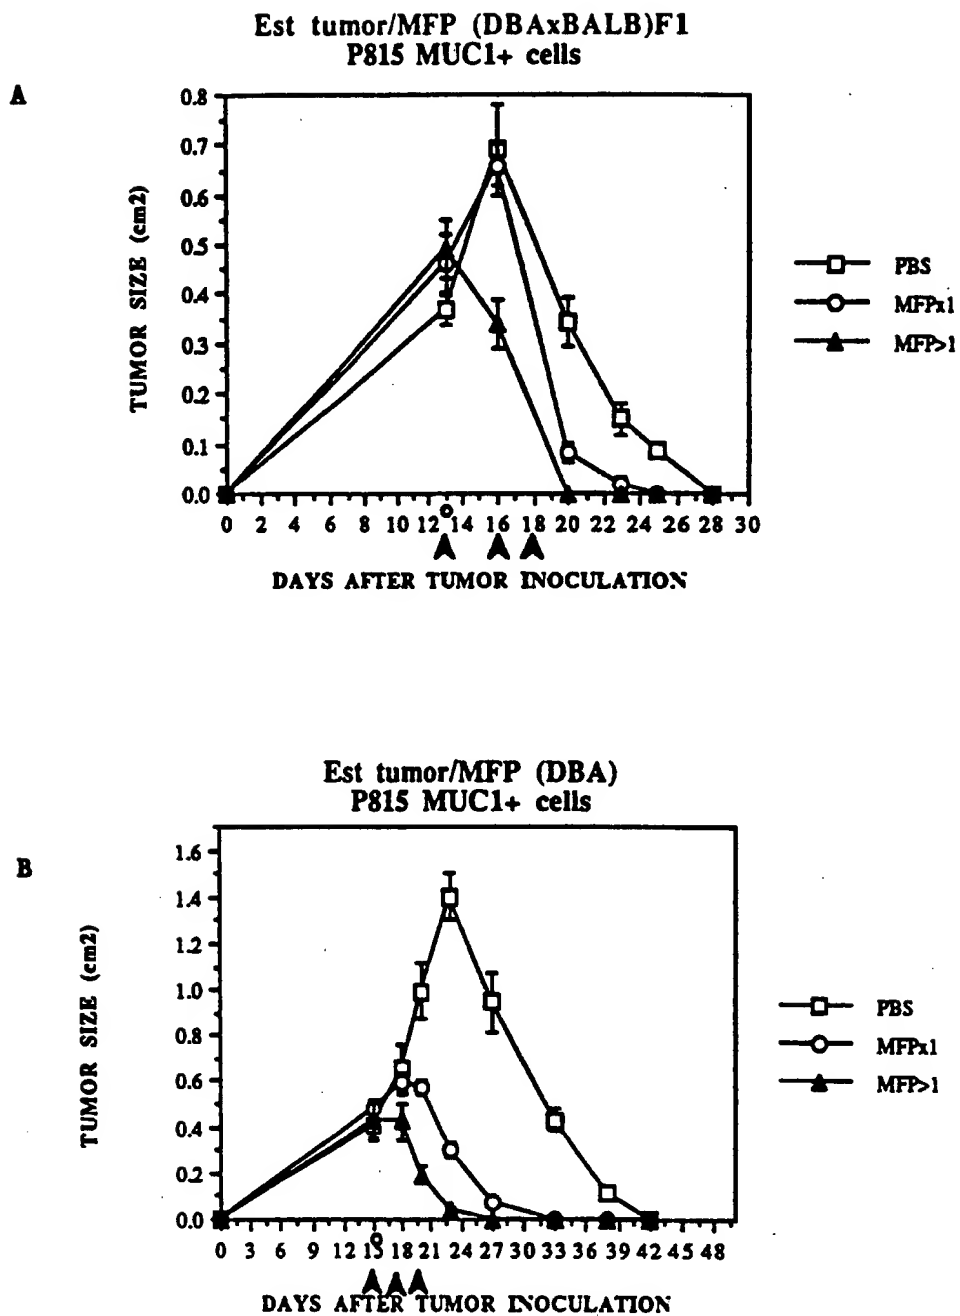 Est tumor/MFP (DBAxBALB)F1
P815 MUC1+ cells
A
TUMOR SIZE (cm2)
0.8
0.7
0.6
0.5
0.4
0.3
0.2
0.1
0.0
0 2 4 6 8 10 12 14 16 18 20 22 24 26 28 30
DAYS AFTER TUMOR INOCULATION
PBS
MFPx1
MFP>1
Est tumor/MFP (DBA)
P815 MUC1+ cells
B
TUMOR SIZE (cm2)
1.6
1.4
1.2
1.0
0.8
0.6
0.4
0.2
0.0
0 3 6 9 12 15 18 21 24 27 30 33 36 39 42 45 48
DAYS AFTER TUMOR INOCULATION
PBS
MFPx1
MFP>1